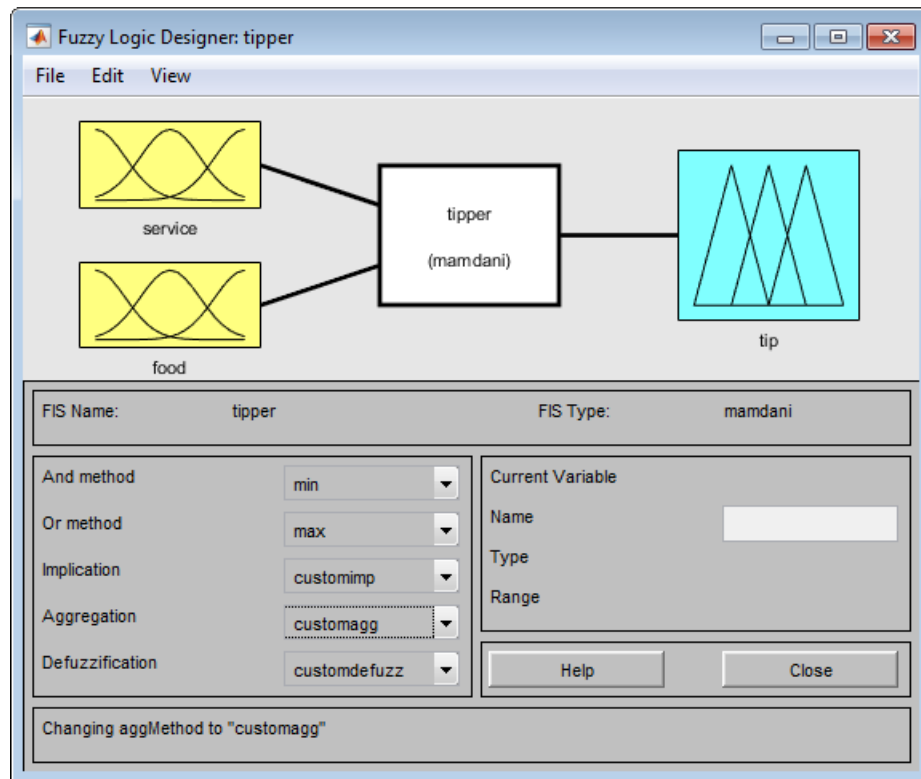 Fuzzy Logic Designer: tipper
File Edit View
service
food
tipper
(mamdani)
tip
FIS Name: tipper FIS Type: mamdani
And method min
Or method max
Implication customimp
Aggregation customagg
Defuzzification customdefuzz
Current Variable
Name
Type
Range
Help Close
Changing aggMethod to "customagg"